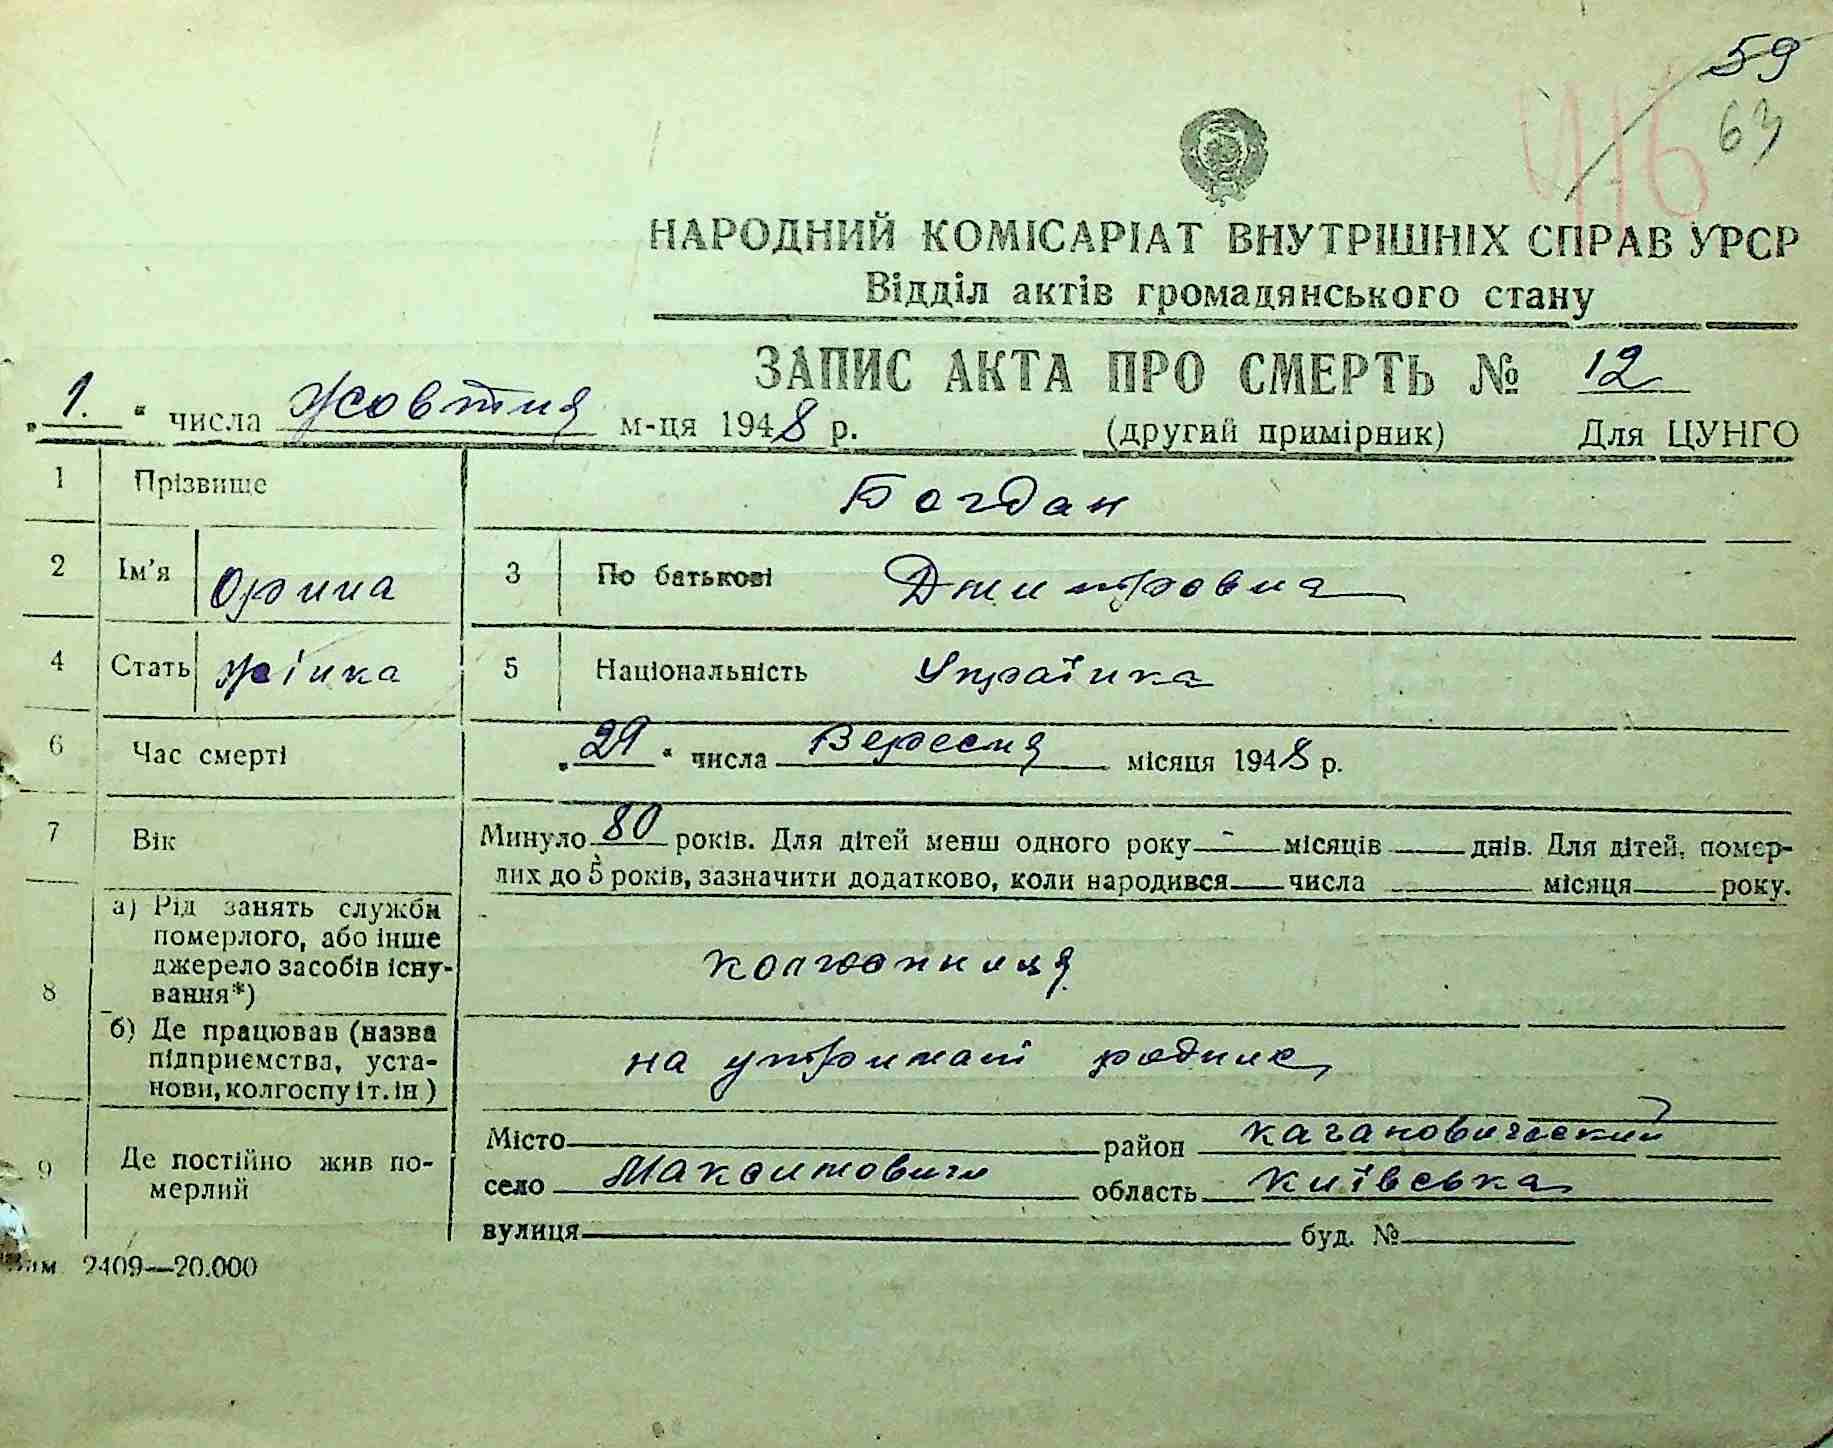 59
63
416
НАРОДНИЙ КОМІСАРІАТ ВНУТРІШНІХ СПРАВ УРСР
Відділ актів громадянського стану
ЗАПИС АКТА ПРО СМЕРТЬ № 12
„1.“ числа Жовтня м-ця 1948 р. (другий примірник) Для ЦУНГО
1 Прізвище Богдан
2 Ім'я Орина 3 По батькові Дмитровна
4 Стать жінка 5 Національність Українка
6 Час смерті „29“ числа Вересня місяця 1948 р.
7 Вік Минуло 80 років. Для дітей менш одного року - місяців днів. Для дітей, помер-
лих до 5 років, зазначити додатково, коли народився числа місяця року.
8 а) Рід занять служби
померлого, або інше
джерело засобів існу-
вання*)
колгоспниця
б) Де працював (назва
підприємства, уста-
нови, колгоспу і т. ін)
на утримані родине
9 Де постійно жив по-
мерлий
Місто район Кагановический
село Максимовичи область Київська
вулиця буд. №
2409—20.000